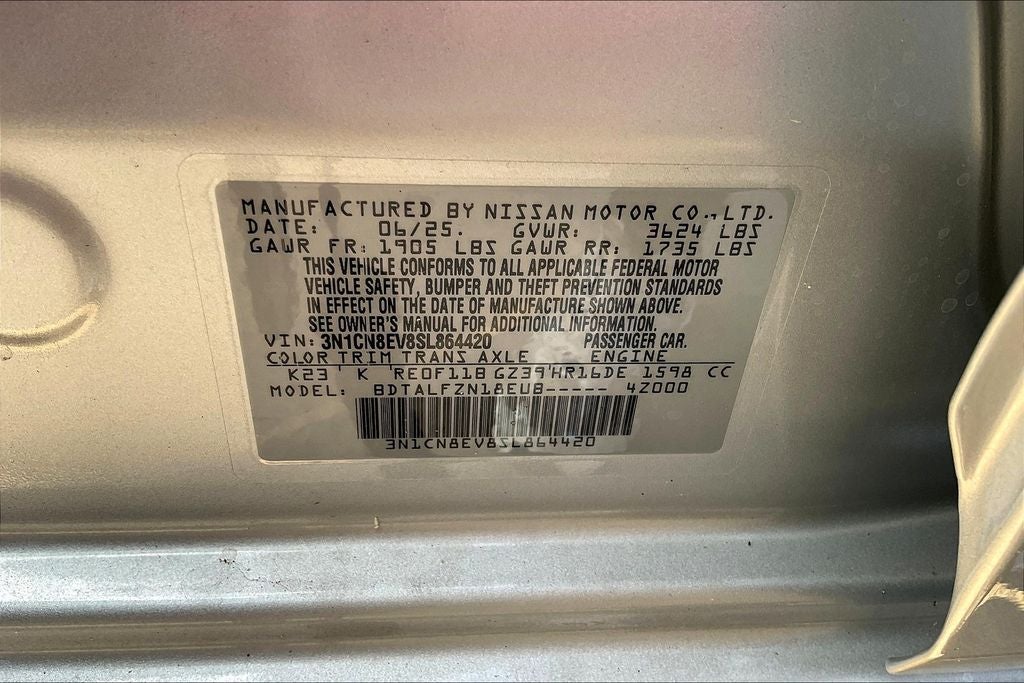 MANUFACTURED BY NISSAN MOTOR CO., LTD.
DATE: 06/25. GVWR: 3624 LBS
GAWR FR: 1905 LBS GAWR RR: 1735 LBS
THIS VEHICLE CONFORMS TO ALL APPLICABLE FEDERAL MOTOR
VEHICLE SAFETY, BUMPER AND THEFT PREVENTION STANDARDS
IN EFFECT ON THE DATE OF MANUFACTURE SHOWN ABOVE.
SEE OWNER'S MANUAL FOR ADDITIONAL INFORMATION.
VIN: 3N1CN8EV8SL864420 PASSENGER CAR.
COLOR TRIM TRANS AXLE ENGINE
K23 K RE0F11B GZ39 HR16DE 1598 CC
MODEL: BDTALFZN18EUB----- 4Z000
3N1CN8EV8SL864420